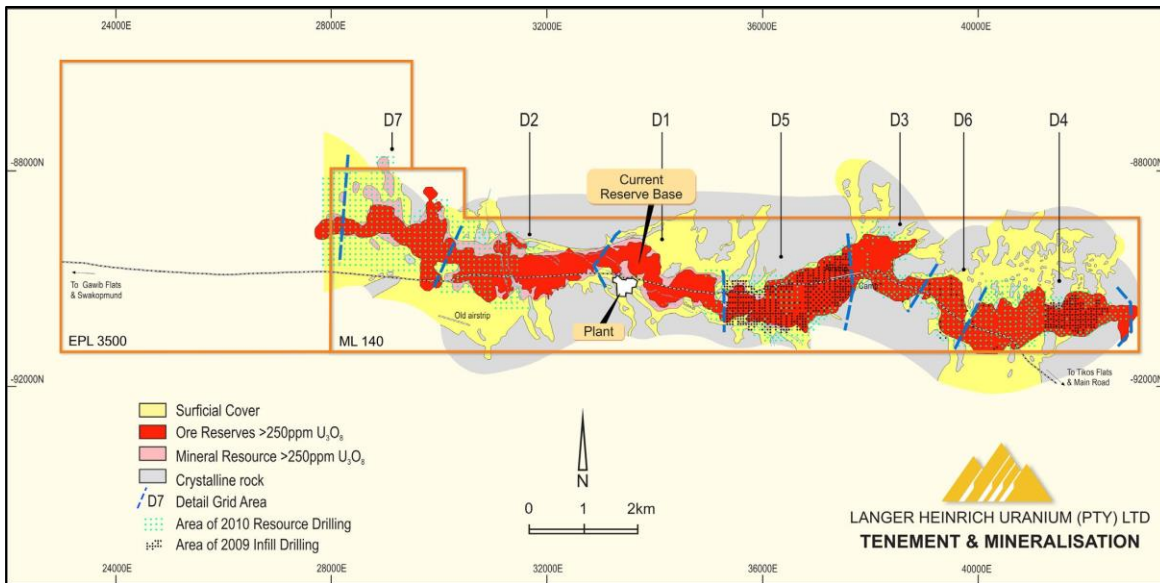 24000E 28000E 32000E 36000E 40000E
-88000N -88000N
D7 D2 D1 D5 D3 D6 D4
Current
Reserve Base
Airstrip
Camp
To Gawib Flats
& Swakopmund
Old airstrip
Plant
EPL 3500 ML 140
To Tikos Flats
& Main Road
-92000N -92000N
Surficial Cover
Ore Reserves >250ppm U₃O₈
Mineral Resource >250ppm U₃O₈
Crystalline rock
D7 Detail Grid Area
Area of 2010 Resource Drilling
Area of 2009 Infill Drilling
N
0 1 2km
LANGER HEINRICH URANIUM (PTY) LTD
TENEMENT & MINERALISATION
24000E 28000E 32000E 36000E 40000E